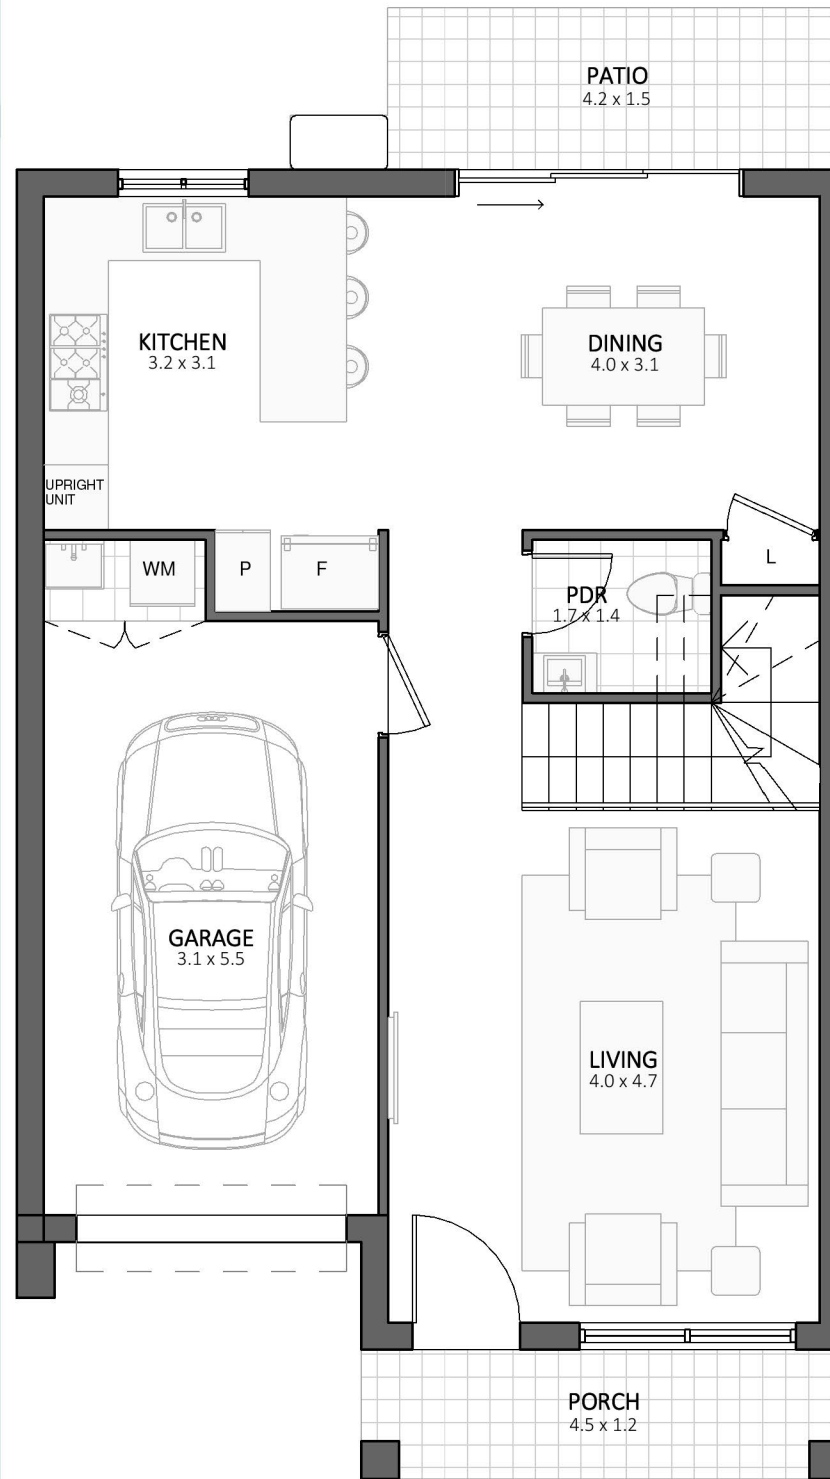 PATIO
4.2 x 1.5
KITCHEN
3.2 x 3.1
DINING
4.0 x 3.1
UPRIGHT
UNIT
WM
P
F
L
PDR
1.7 x 1.4
GARAGE
3.1 x 5.5
LIVING
4.0 x 4.7
PORCH
4.5 x 1.2